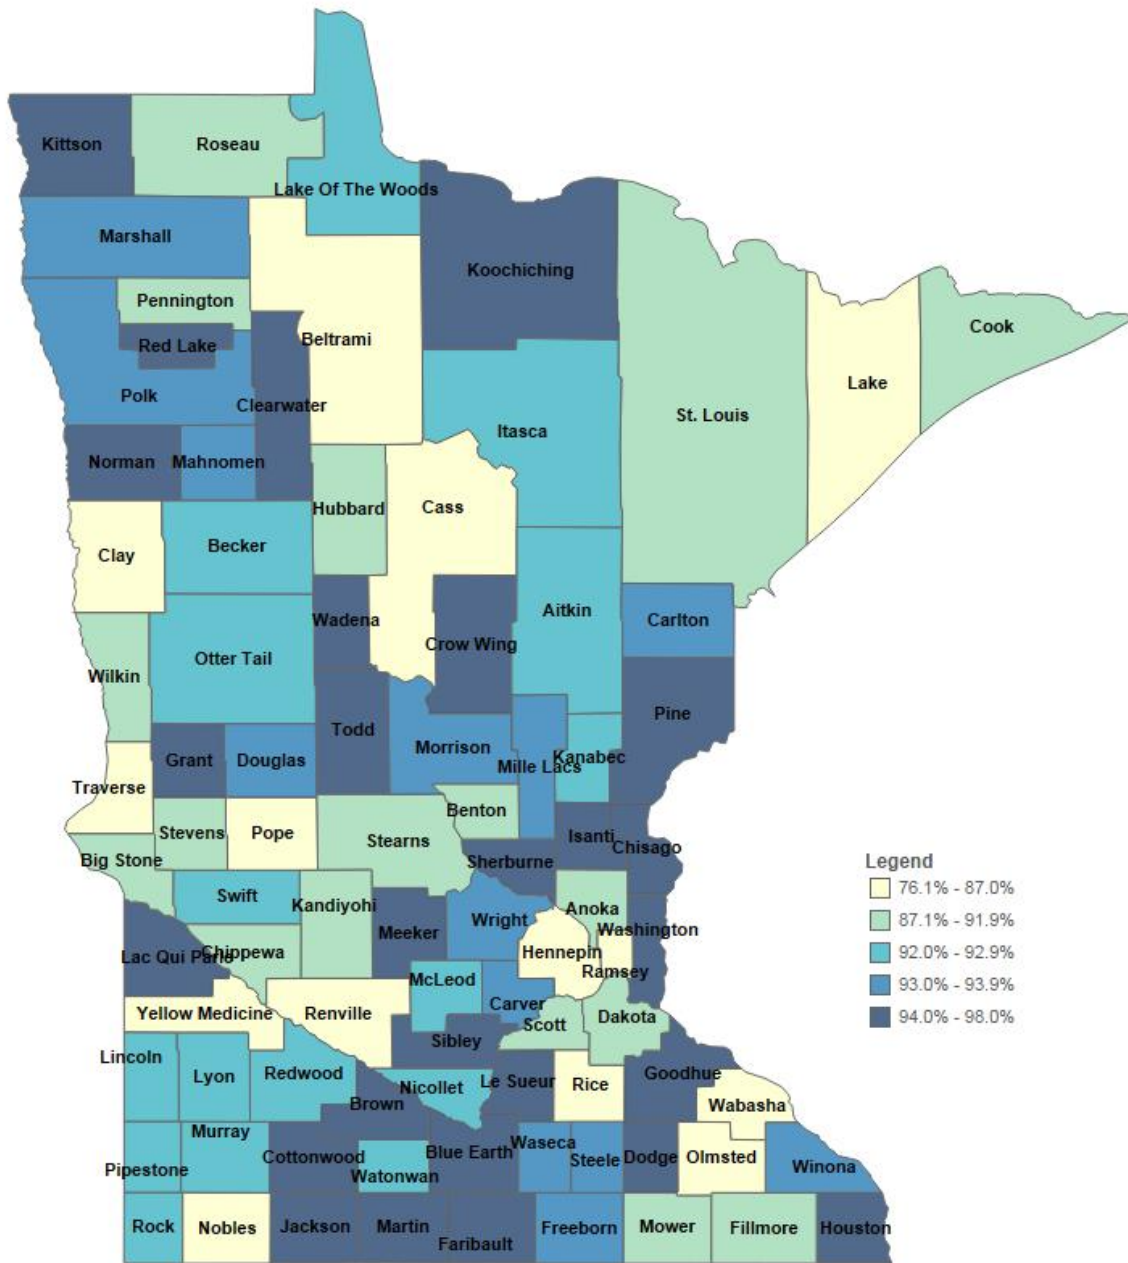 Kittson
Roseau
Lake Of The Woods
Marshall
Koochiching
Pennington
Beltrami
Red Lake
Cook
Lake
Polk
Clearwater
St. Louis
Itasca
Norman
Mahnomen
Hubbard
Cass
Clay
Becker
Wadena
Aitkin
Carlton
Crow Wing
Otter Tail
Wilkin
Pine
Todd
Morrison
Grant
Douglas
Mille Lacs
Kanabec
Traverse
Benton
Stevens
Pope
Stearns
Isanti
Chisago
Big Stone
Sherburne
Swift
Kandiyohi
Anoka
Wright
Washington
Meeker
Hennepin
Chippewa
Lac Qui Parle
Ramsey
McLeod
Carver
Yellow Medicine
Renville
Dakota
Scott
Sibley
Lincoln
Lyon
Redwood
Nicollet
Le Sueur
Rice
Goodhue
Brown
Wabasha
Murray
Waseca
Cottonwood
Blue Earth
Steele
Dodge
Olmsted
Winona
Pipestone
Watonwan
Rock
Nobles
Jackson
Martin
Faribault
Freeborn
Mower
Fillmore
Houston
Legend
76.1% - 87.0%
87.1% - 91.9%
92.0% - 92.9%
93.0% - 93.9%
94.0% - 98.0%